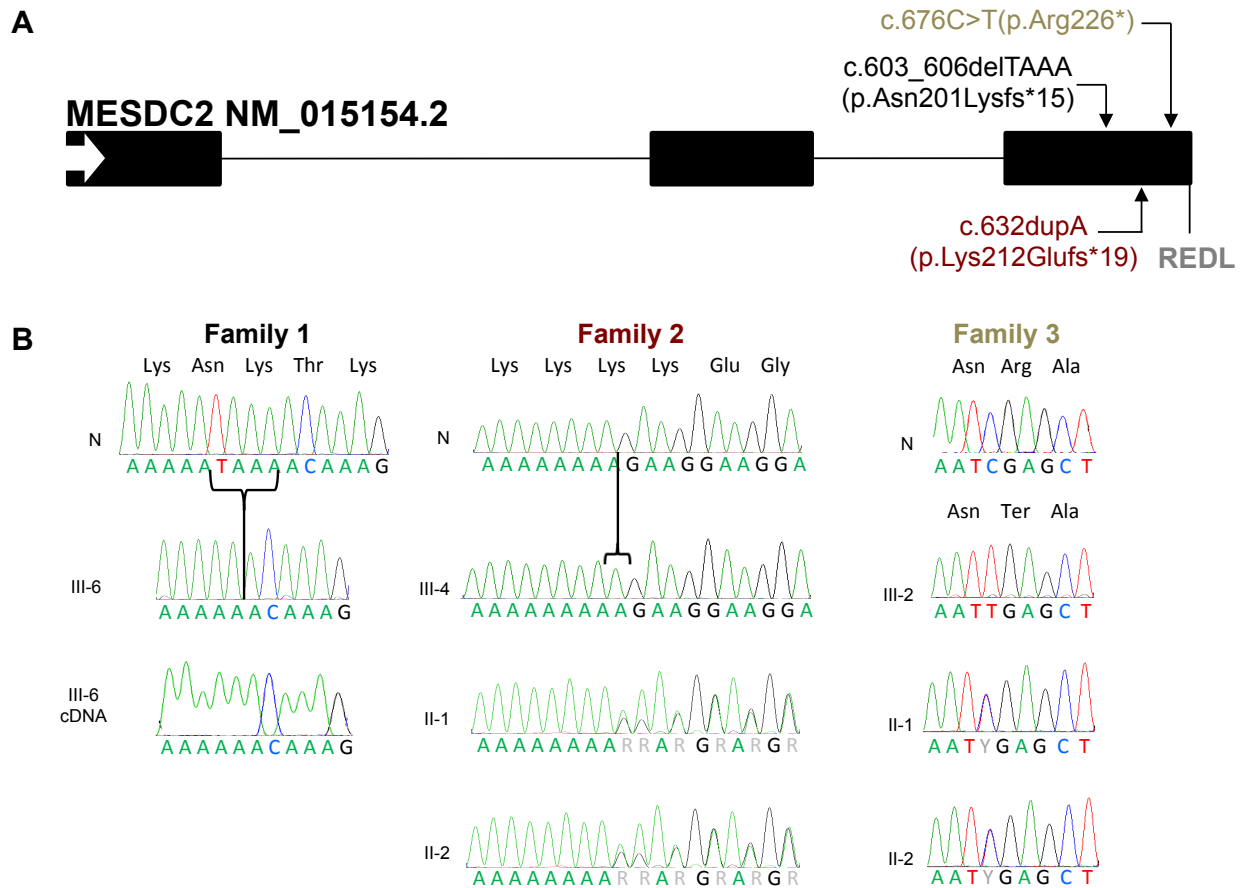 A
c.676C>T(p.Arg226*)
c.603_606delTAAA
(p.Asn201Lysfs*15)
MESDC2 NM_015154.2
c.632dupA
(p.Lys212Glufs*19)
REDL
B
Family 1
Lys Asn Lys Thr Lys
N
AAAAATAAAACAAAG
III-6
AAAAAACAAAG
III-6
cDNA
AAAAAACAAAG
Family 2
Lys Lys Lys Lys Glu Gly
N
AAAAAAAAGAAGGAAGGA
III-4
AAAAAAAAAGAAGGAAGGA
II-1
AAAAAAAARRARGRARGR
II-2
AAAAAAAARRARGRARGR
Family 3
Asn Arg Ala
N
AATCGAGCT
Asn Ter Ala
III-2
AATTGAGCT
II-1
AATYGAGCT
II-2
AATYGAGCT